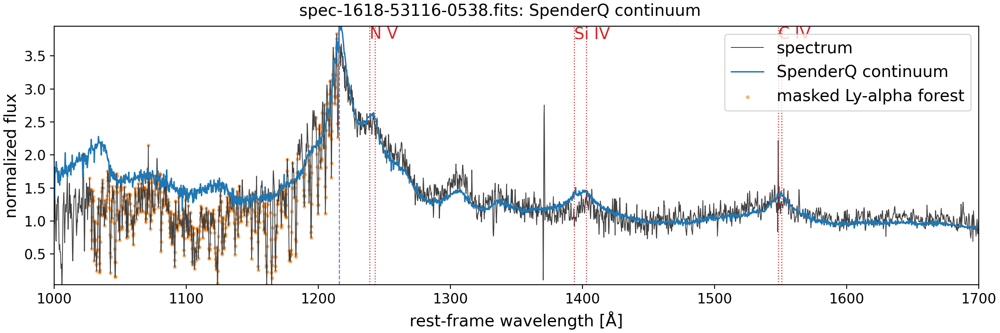 spec-1618-53116-0538.fits: SpenderQ continuum
N V
Si IV
C IV
spectrum
SpenderQ continuum
masked Ly-alpha forest
normalized flux
3.5
3.0
2.5
2.0
1.5
1.0
0.5
1000
1100
1200
1300
1400
1500
1600
1700
rest-frame wavelength [Å]